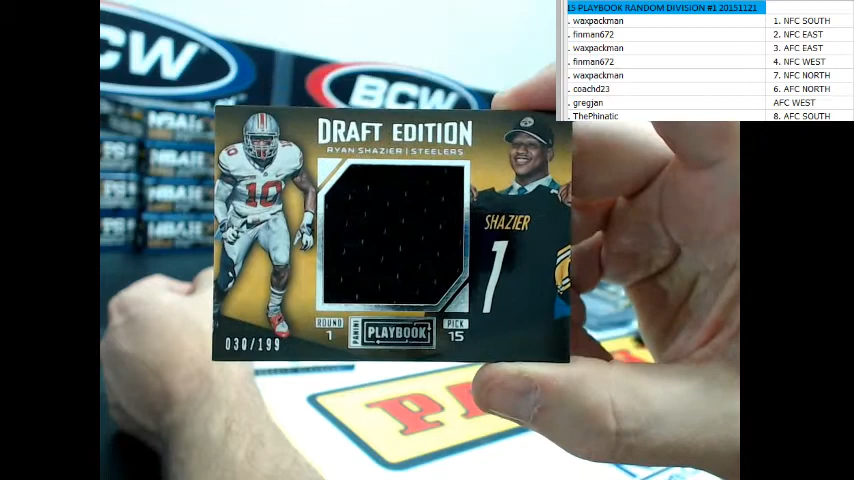 15 PLAYBOOK RANDOM DIVISION #1 20151121
. waxpackman 1. NFC SOUTH
. finman672 2. NFC EAST
. waxpackman 3. AFC EAST
. finman672 4. NFC WEST
. waxpackman 7. NFC NORTH
. coachd23 6. AFC NORTH
. gregjan AFC WEST
. ThePhinatic 8. AFC SOUTH
BCW
BCW
DRAFT EDITION
RYAN SHAZIER | STEELERS
10
SHAZIER
1
ROUND
1
PANINI
PLAYBOOK
PICK
15
030/199